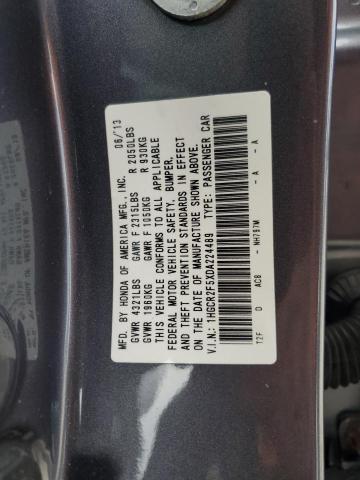 MFD. BY HONDA OF AMERICA MFG., INC. 06/13
GVWR 4321LBS GAWR F 2315LBS R 2050LBS
GVWR 1960KG GAWR F 1050KG R 930KG
THIS VEHICLE CONFORMS TO ALL APPLICABLE
FEDERAL MOTOR VEHICLE SAFETY, BUMPER,
AND THEFT PREVENTION STANDARDS IN EFFECT
ON THE DATE OF MANUFACTURE SHOWN ABOVE.
V.I.N.: 1HGCR2F5XDA224489 TYPE: PASSENGER CAR
T2F D AC8 - NH797M - A - A